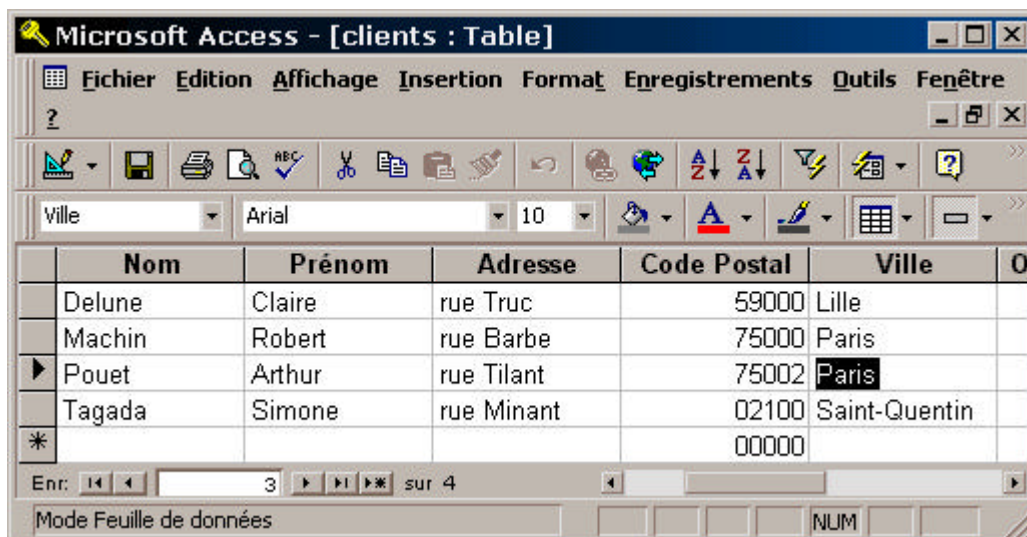 Microsoft Access - [clients : Table]
Fichier Edition Affichage Insertion Format Enregistrements Outils Fenêtre
?
ABC
A Z Z A
Ville Arial 10 A
Nom Prénom Adresse Code Postal Ville O
Delune Claire rue Truc 59000 Lille
Machin Robert rue Barbe 75000 Paris
Pouet Arthur rue Tilant 75002 Paris
Tagada Simone rue Minant 02100 Saint-Quentin
00000
Enr: 3 sur 4
Mode Feuille de données NUM